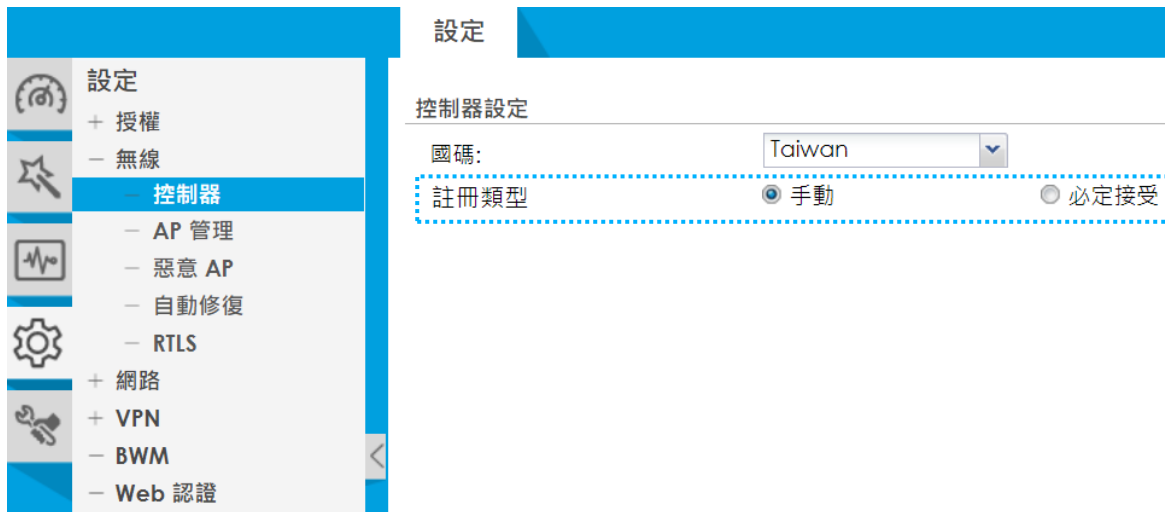 設定
設定
+ 授權
− 無線
− 控制器
− AP 管理
− 惡意 AP
− 自動修復
− RTLS
+ 網路
+ VPN
− BWM
− Web 認證
控制器設定
國碼: Taiwan
註冊類型 手動 必定接受